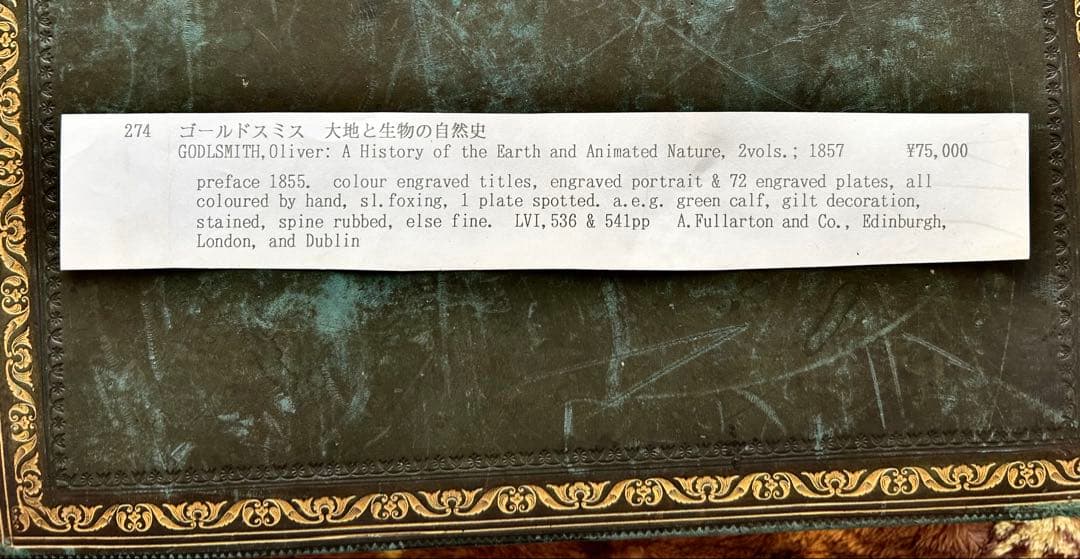 274 ゴールドスミス 大地と生物の自然史
GODLSMITH,Oliver: A History of the Earth and Animated Nature, 2vols.; 1857 ¥75,000
preface 1855. colour engraved titles, engraved portrait & 72 engraved plates, all
coloured by hand, sl.foxing, 1 plate spotted. a.e.g. green calf, gilt decoration,
stained, spine rubbed, else fine. LVI,536 & 541pp A.Fullarton and Co., Edinburgh,
London, and Dublin